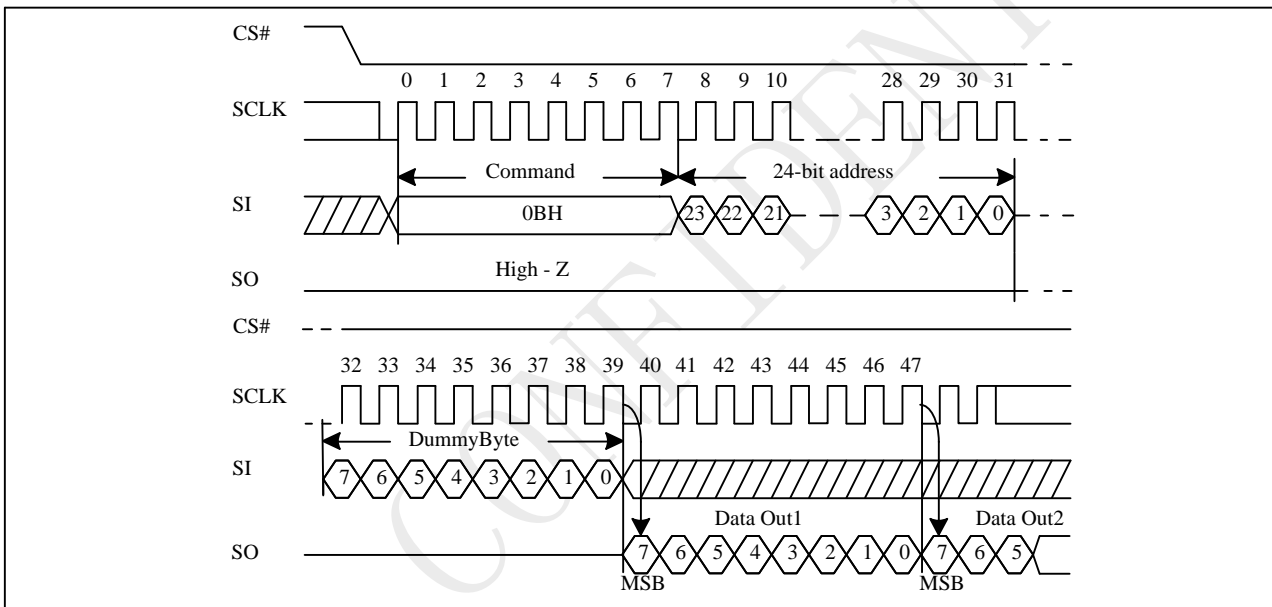 CS#
0 1 2 3 4 5 6 7 8 9 10 28 29 30 31
SCLK
Command 24-bit address
SI 0BH 23 22 21 3 2 1 0
High - Z
SO
CS#
32 33 34 35 36 37 38 39 40 41 42 43 44 45 46 47
SCLK
DummyByte
SI 7 6 5 4 3 2 1 0
Data Out1 Data Out2
SO 7 6 5 4 3 2 1 0 7 6 5
MSB MSB
CONFIDENT